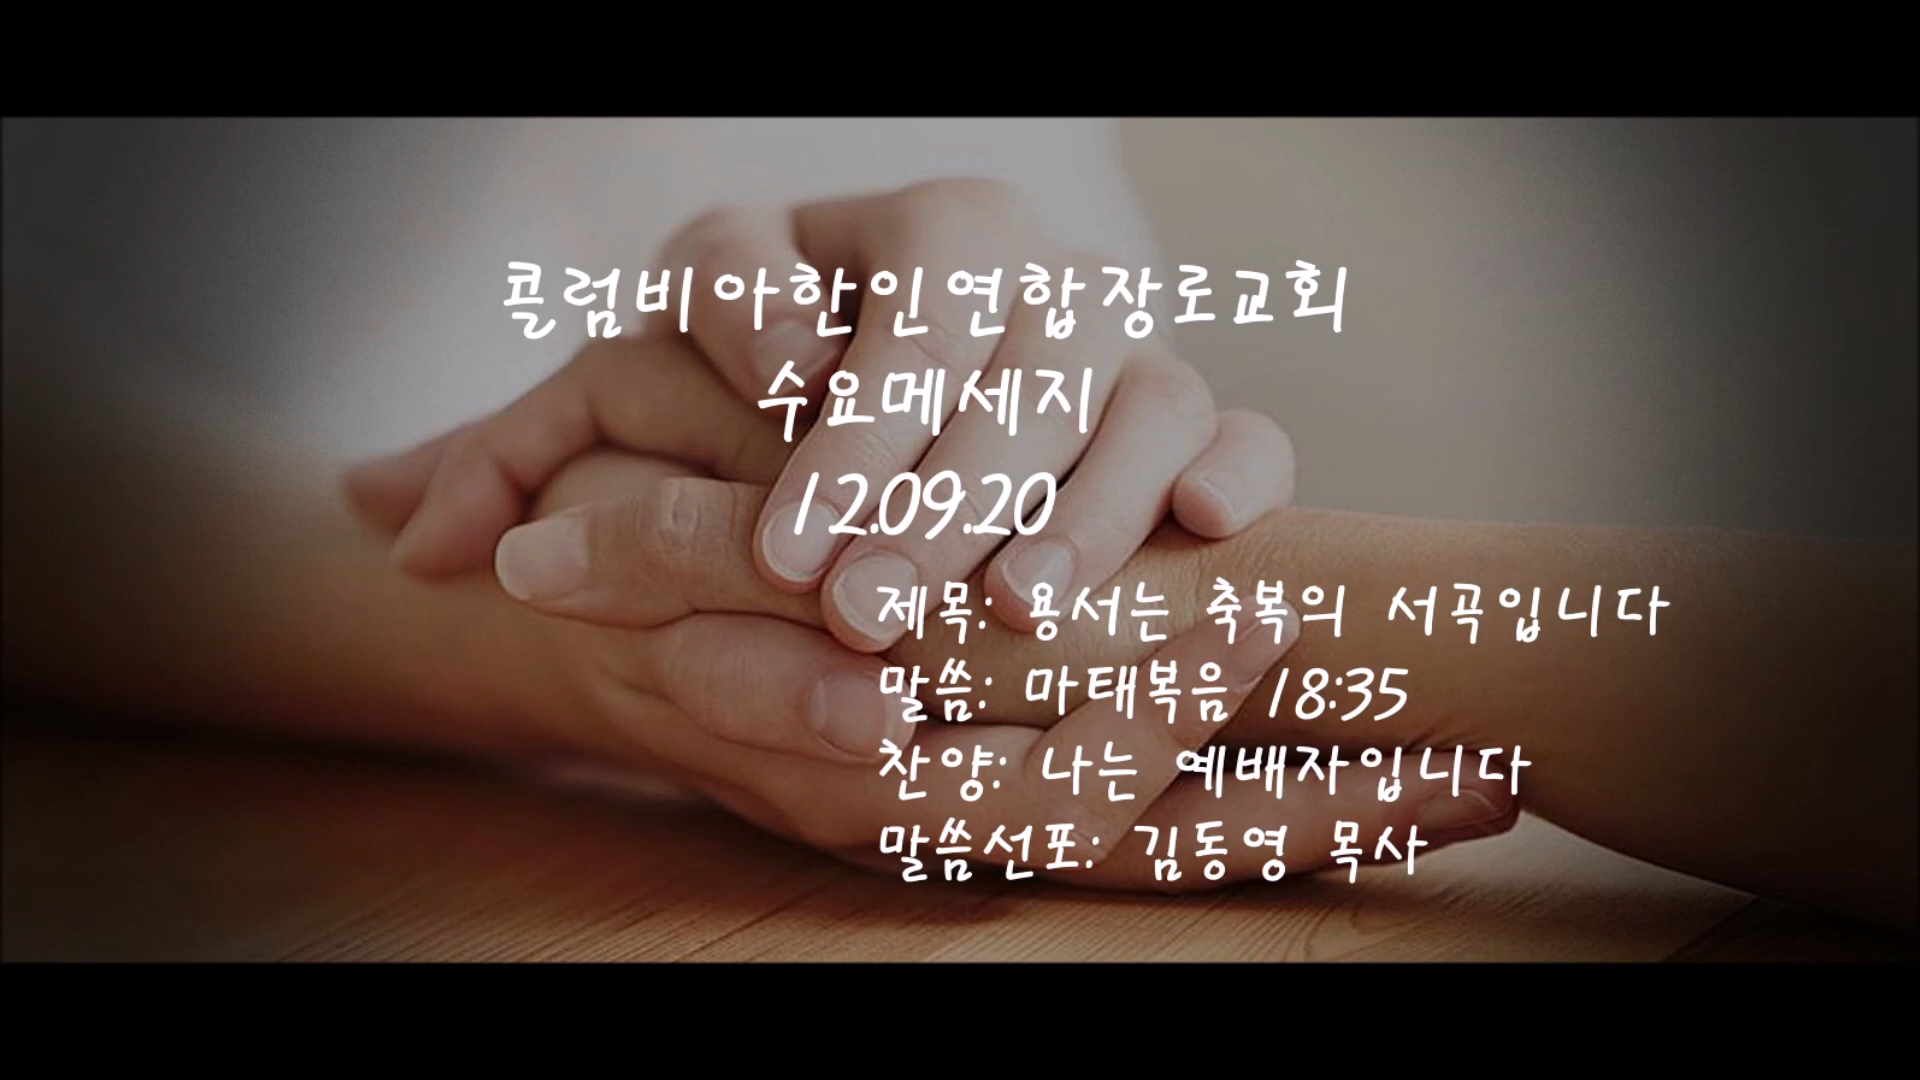 콜럼비아한인연합장로교회
수요메세지
12.09.20
제목: 용서는 축복의 서곡입니다
말씀: 마태복음 18:35
찬양: 나는 예배자입니다
말씀선포: 김동영 목사